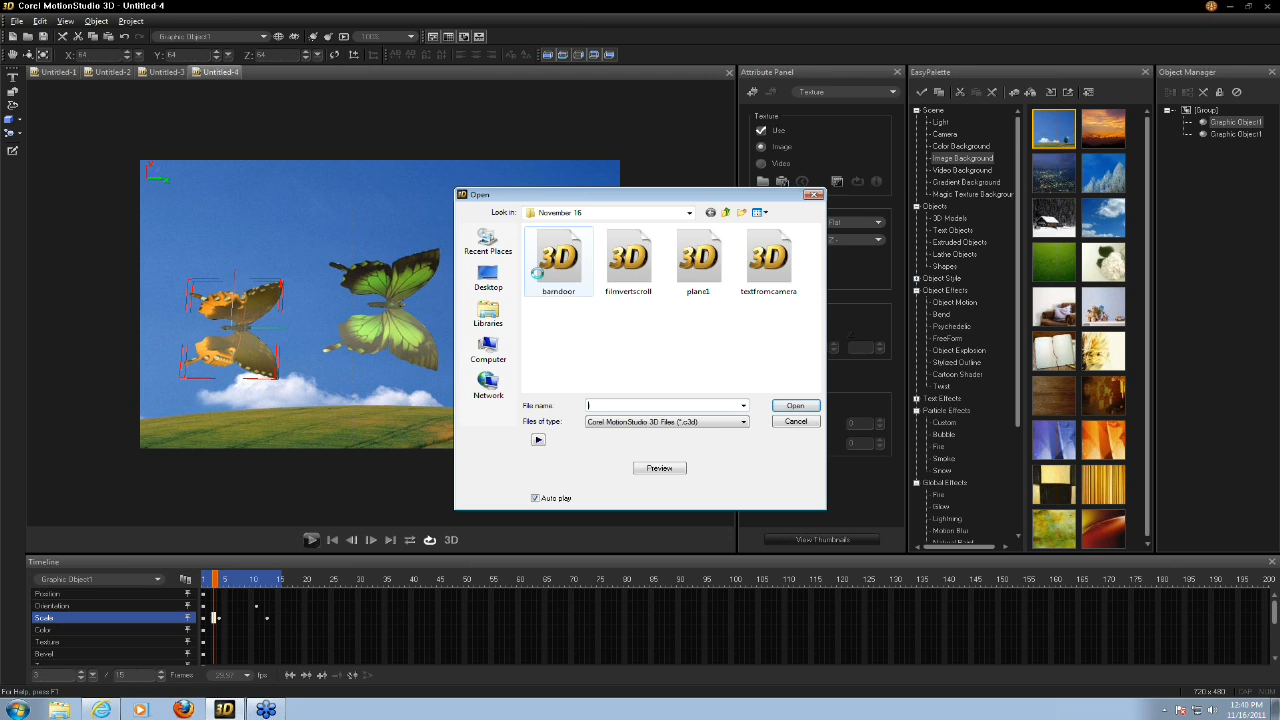 Corel MotionStudio 3D - Untitled-4
File Edit View Object Project
Graphic Object1 100%
X: 64 Y: 64 Z: 64
Untitled-1 Untitled-2 Untitled-3 Untitled-4
Attribute Panel
Texture
Texture
Use
Image
Video
Flat
Z -
0
0
View Thumbnails
EasyPalette
Scene
Light
Camera
Color Background
Image Background
Video Background
Gradient Background
Magic Texture Backgroun
Objects
3D Models
Text Objects
Extruded Objects
Lathe Objects
Shapes
Object Style
Object Effects
Object Motion
Bend
Psychedelic
FreeForm
Object Explosion
Stylized Outline
Cartoon Shader
Twist
Text Effects
Particle Effects
Custom
Bubble
Fire
Smoke
Snow
Global Effects
Fire
Glow
Lightning
Motion Blur
Object Manager
[Group]
Graphic Object1
Graphic Object1
Open
Look in: November 16
Recent Places
Desktop
Libraries
Computer
Network
3D 3D 3D 3D
barndoor filmvertscroll plane1 textfromcamera
File name: Open
Files of type: Corel MotionStudio 3D Files (*.c3d) Cancel
Preview
Auto play
3D
Timeline
Graphic Object1 1 5 10 15 20 25 30 35 40 45 50 55 60 65 70 75 80 85 90 95 100 105 110 115 120 125 130 135 140 145 150 155 160 165 170 175 180 185 190 195 200
Position
Orientation
Scale
Color
Texture
Bevel
3 / 15 Frames 29.97 fps
For Help, press F1 720 x 480 CAP NUM
3D
12:40 PM
11/16/2011